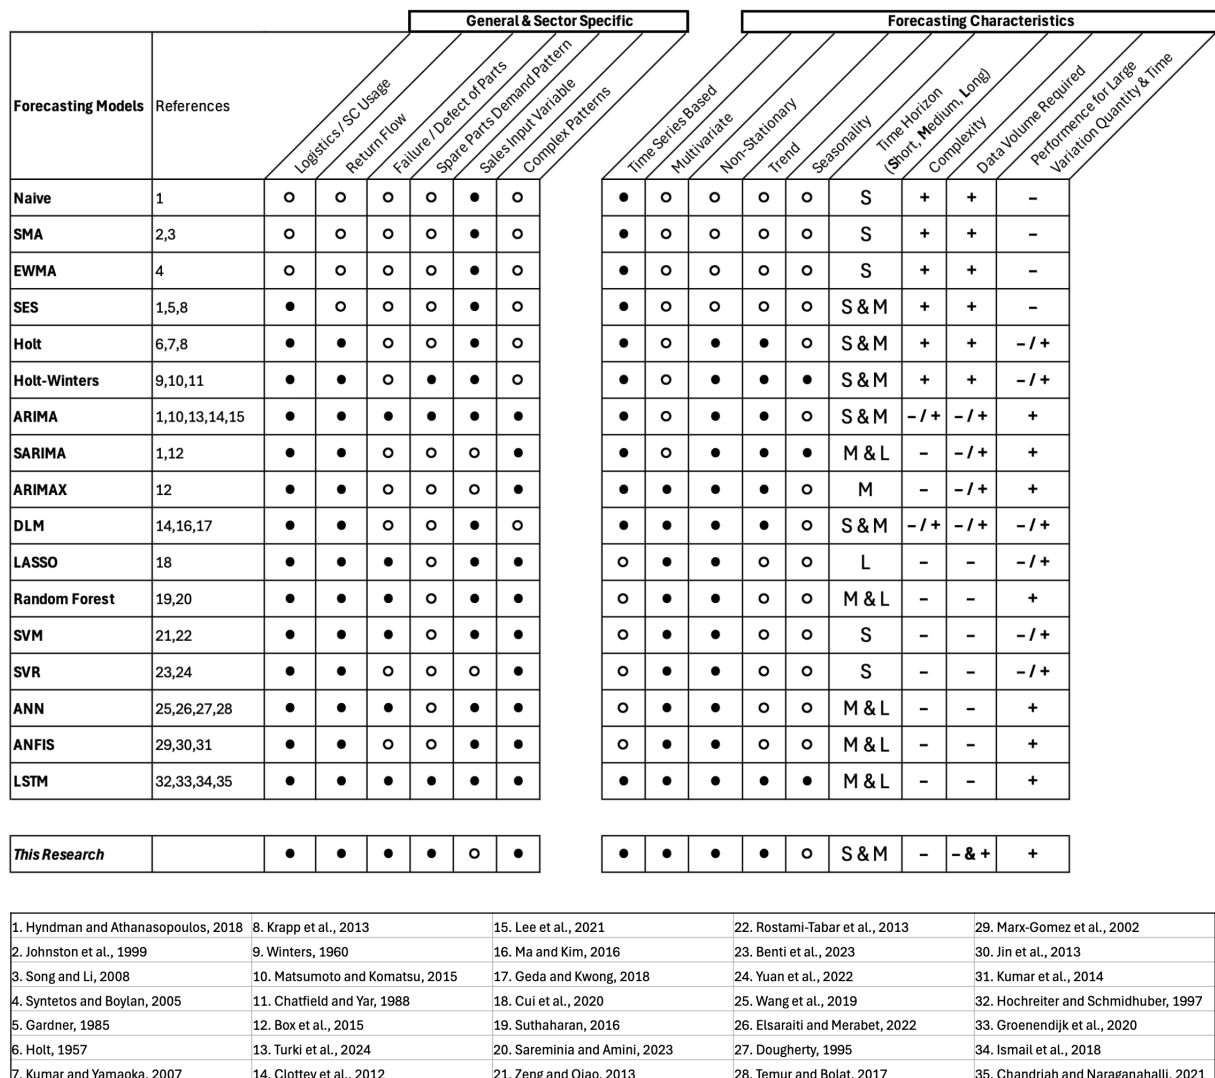 General & Sector Specific
Forecasting Characteristics
Forecasting Models References Logistics / SC Usage Return Flow Failure / Defect of Parts Spare Parts Demand Pattern Sales Input Variable Complex Patterns Time Series Based Multivariate Non-Stationary Trend Seasonality Time Horizon (Short, Medium, Long) Complexity Data Volume Required Performence for Large Variation Quantity & Time
Naive 1 ○ ○ ○ ○ ● ○ ● ○ ○ ○ ○ S + + –
SMA 2,3 ○ ○ ○ ○ ● ○ ● ○ ○ ○ ○ S + + –
EWMA 4 ○ ○ ○ ○ ● ○ ● ○ ○ ○ ○ S + + –
SES 1,5,8 ● ○ ○ ○ ● ○ ● ○ ○ ○ ○ S & M + + –
Holt 6,7,8 ● ● ○ ○ ● ○ ● ○ ● ● ○ S & M + + – / +
Holt-Winters 9,10,11 ● ● ○ ● ● ○ ● ○ ● ● ● S & M + + – / +
ARIMA 1,10,13,14,15 ● ● ● ● ● ● ● ○ ● ● ○ S & M – / + – / + +
SARIMA 1,12 ● ● ○ ○ ○ ● ● ○ ● ● ● M & L – – / + +
ARIMAX 12 ● ● ○ ○ ○ ● ● ● ● ● ○ M – – / + +
DLM 14,16,17 ● ● ○ ○ ● ○ ● ● ● ● ○ S & M – / + – / + – / +
LASSO 18 ● ● ● ○ ● ● ○ ● ● ○ ○ L – – – / +
Random Forest 19,20 ● ● ● ○ ● ● ○ ● ● ○ ○ M & L – – +
SVM 21,22 ● ● ● ○ ● ● ○ ● ● ○ ○ S – – – / +
SVR 23,24 ● ● ○ ○ ○ ● ○ ● ● ○ ○ S – – – / +
ANN 25,26,27,28 ● ● ● ○ ● ● ○ ● ● ○ ○ M & L – – +
ANFIS 29,30,31 ● ● ○ ○ ● ● ○ ● ● ○ ○ M & L – – +
LSTM 32,33,34,35 ● ● ● ● ● ● ● ● ● ● ● M & L – – +
This Research ● ● ● ● ○ ● ● ● ● ● ○ S & M – – & + +
1. Hyndman and Athanasopoulos, 2018 8. Krapp et al., 2013 15. Lee et al., 2021 22. Rostami-Tabar et al., 2013 29. Marx-Gomez et al., 2002
2. Johnston et al., 1999 9. Winters, 1960 16. Ma and Kim, 2016 23. Benti et al., 2023 30. Jin et al., 2013
3. Song and Li, 2008 10. Matsumoto and Komatsu, 2015 17. Geda and Kwong, 2018 24. Yuan et al., 2022 31. Kumar et al., 2014
4. Syntetos and Boylan, 2005 11. Chatfield and Yar, 1988 18. Cui et al., 2020 25. Wang et al., 2019 32. Hochreiter and Schmidhuber, 1997
5. Gardner, 1985 12. Box et al., 2015 19. Suthaharan, 2016 26. Elsaraiti and Merabet, 2022 33. Groenendijk et al., 2020
6. Holt, 1957 13. Turki et al., 2024 20. Sareminia and Amini, 2023 27. Dougherty, 1995 34. Ismail et al., 2018
7. Kumar and Yamaoka, 2007 14. Clottey et al., 2012 21. Zeng and Qiao, 2013 28. Temur and Bolat, 2017 35. Chandriah and Naraganahalli, 2021